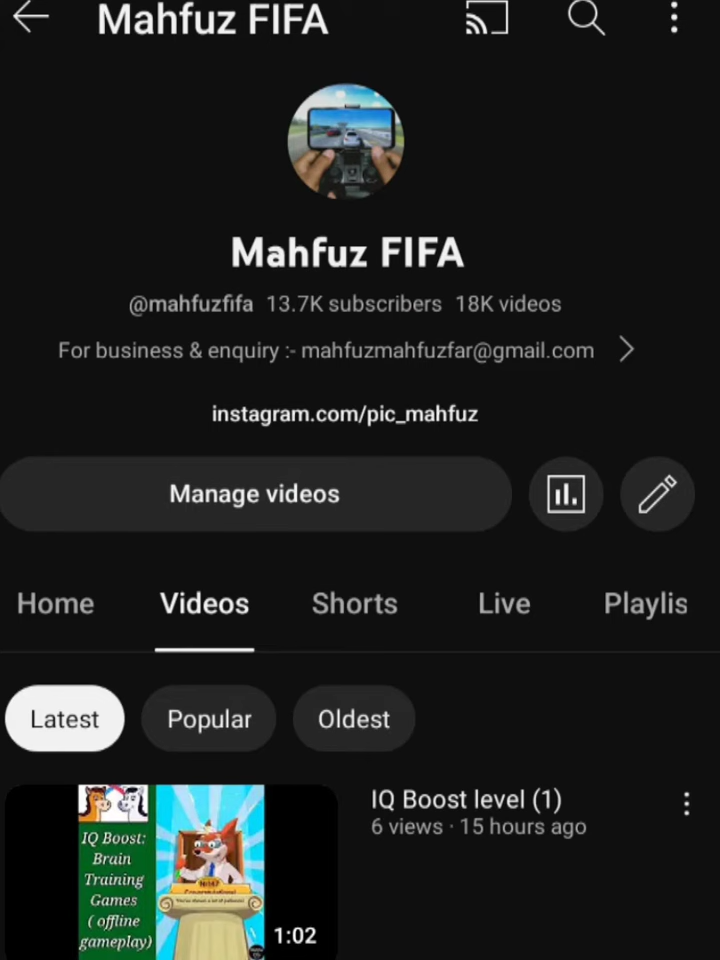 Mahfuz FIFA
Mahfuz FIFA
@mahfuzfifa 13.7K subscribers 18K videos
For business & enquiry :- mahfuzmahfuzfar@gmail.com
instagram.com/pic_mahfuz
Manage videos
Home Videos Shorts Live Playlis
Latest Popular Oldest
IQ Boost:
Brain
Training
Games
( offline
gameplay)
1:02
IQ Boost level (1)
6 views · 15 hours ago